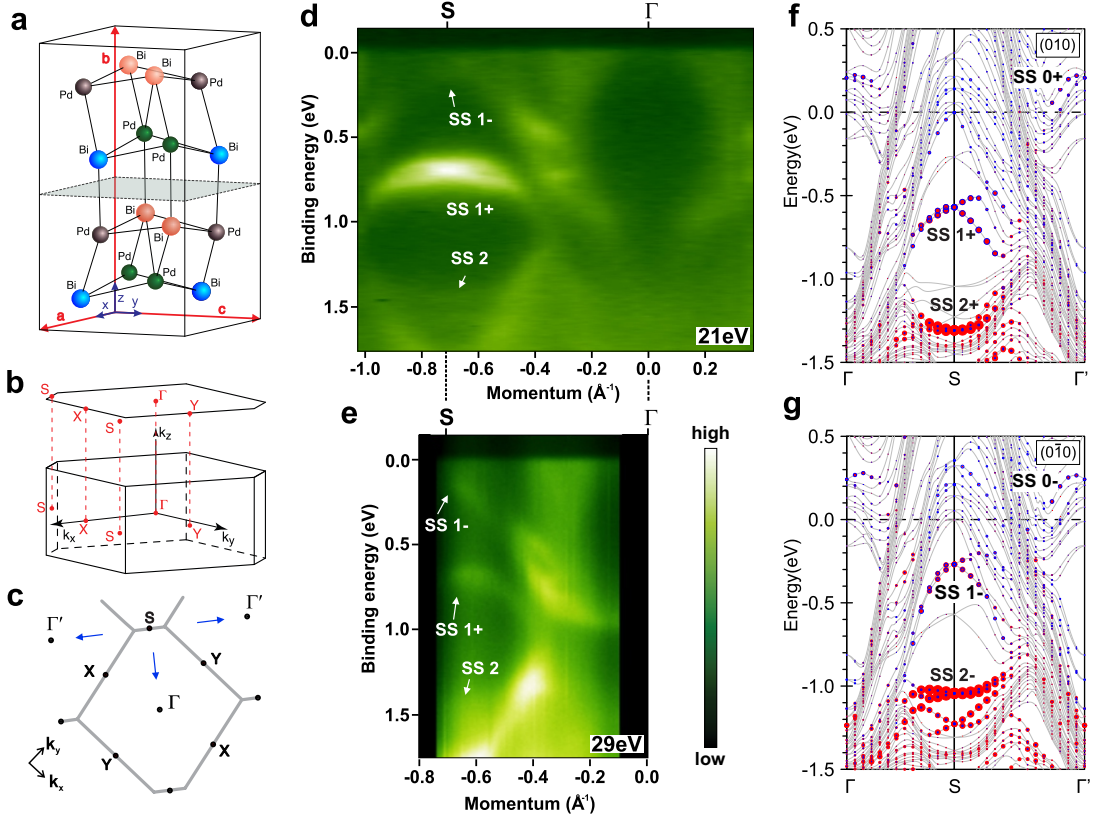 a
b
Bi
Bi
Pd
Pd
Pd
Pd
Bi
Bi
Bi
Pd
Bi
Pd
Pd
Pd
Bi
Bi
z
x
y
a
c
b
S
Γ
X
Y
S
kz
S
Γ
kx
X
S
Y
ky
c
Γ′
S
Γ′
X
Y
Γ
ky
kx
Y
X
d
S
Γ
0.0
0.5
1.0
1.5
Binding energy (eV)
SS 1-
SS 1+
SS 2
21eV
-1.0
-0.8
-0.6
-0.4
-0.2
0.0
0.2
Momentum (Å⁻¹)
e
S
Γ
0.0
0.5
1.0
1.5
Binding energy (eV)
SS 1-
SS 1+
SS 2
29eV
-0.8
-0.6
-0.4
-0.2
0.0
Momentum (Å⁻¹)
high
low
f
(010)
SS 0+
SS 1+
SS 2+
0.5
0.0
-0.5
-1.0
-1.5
Energy(eV)
Γ
S
Γ'
g
(01̄0)
SS 0-
SS 1-
SS 2-
0.5
0.0
-0.5
-1.0
-1.5
Energy(eV)
Γ
S
Γ'